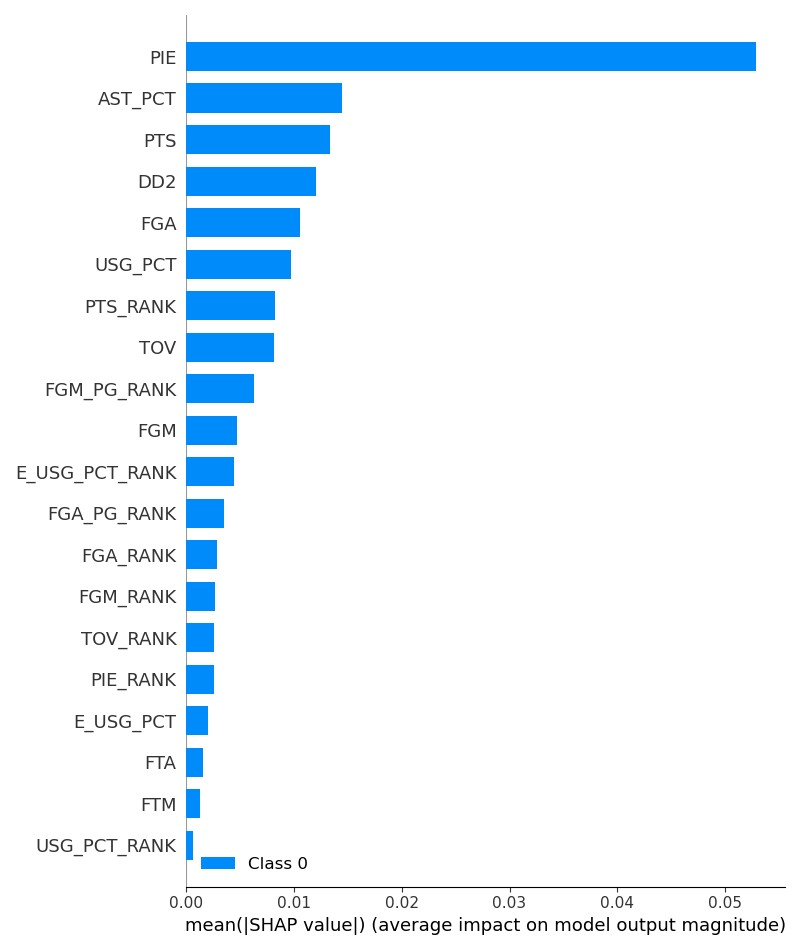 PIE
AST_PCT
PTS
DD2
FGA
USG_PCT
PTS_RANK
TOV
FGM_PG_RANK
FGM
E_USG_PCT_RANK
FGA_PG_RANK
FGA_RANK
FGM_RANK
TOV_RANK
PIE_RANK
E_USG_PCT
FTA
FTM
USG_PCT_RANK
Class 0
0.00 0.01 0.02 0.03 0.04 0.05
mean(|SHAP value|) (average impact on model output magnitude)